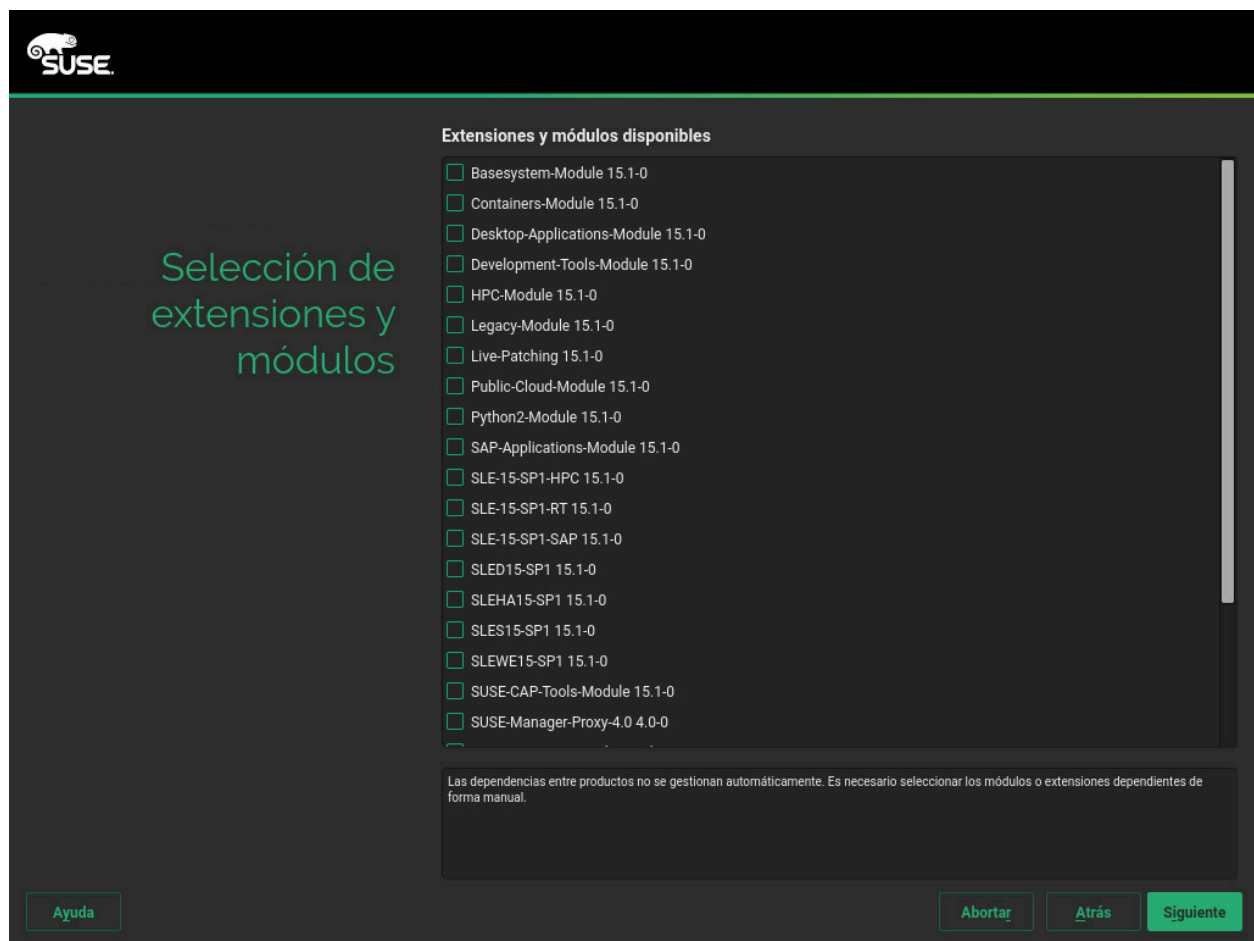 SUSE.
Extensiones y módulos disponibles
Basesystem-Module 15.1-0
Containers-Module 15.1-0
Desktop-Applications-Module 15.1-0
Development-Tools-Module 15.1-0
HPC-Module 15.1-0
Legacy-Module 15.1-0
Live-Patching 15.1-0
Public-Cloud-Module 15.1-0
Python2-Module 15.1-0
SAP-Applications-Module 15.1-0
SLE-15-SP1-HPC 15.1-0
SLE-15-SP1-RT 15.1-0
SLE-15-SP1-SAP 15.1-0
SLED15-SP1 15.1-0
SLEHA15-SP1 15.1-0
SLES15-SP1 15.1-0
SLEWE15-SP1 15.1-0
SUSE-CAP-Tools-Module 15.1-0
SUSE-Manager-Proxy-4.0 4.0-0
Selección de
extensiones y
módulos
Las dependencias entre productos no se gestionan automáticamente. Es necesario seleccionar los módulos o extensiones dependientes de
forma manual.
Ayuda
Abortar
Atrás
Siguiente